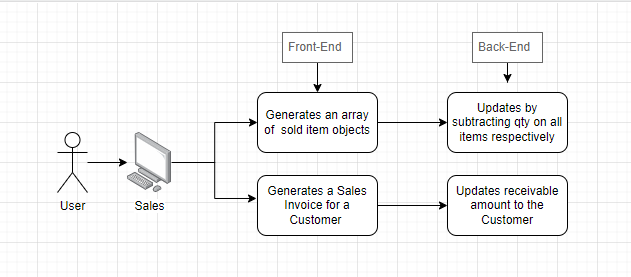 Front-End
Back-End
Generates an array
of sold item objects
Updates by
subtracting qty on all
items respectively
User
Sales
Generates a Sales
Invoice for a
Customer
Updates receivable
amount to the
Customer